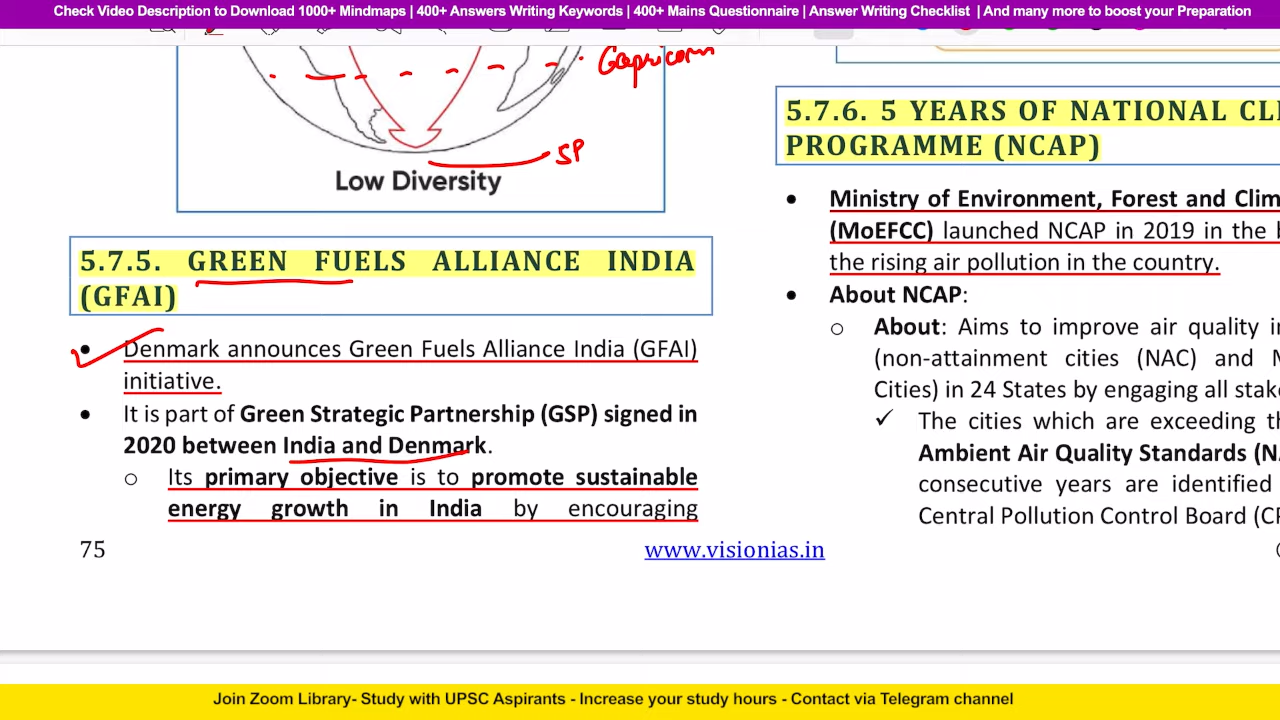 Check Video Description to Download 1000+ Mindmaps | 400+ Answers Writing Keywords | 400+ Mains Questionnaire | Answer Writing Checklist | And many more to boost your Preparation
Capricorn
SP
Low Diversity
5.7.5. GREEN FUELS ALLIANCE INDIA
(GFAI)
• Denmark announces Green Fuels Alliance India (GFAI)
initiative.
• It is part of Green Strategic Partnership (GSP) signed in
2020 between India and Denmark.
o Its primary objective is to promote sustainable
energy growth in India by encouraging
75
www.visionias.in
5.7.6. 5 YEARS OF NATIONAL CLE
PROGRAMME (NCAP)
• Ministry of Environment, Forest and Clim
(MoEFCC) launched NCAP in 2019 in the b
the rising air pollution in the country.
• About NCAP:
o About: Aims to improve air quality in
(non-attainment cities (NAC) and M
Cities) in 24 States by engaging all stake
✓ The cities which are exceeding th
Ambient Air Quality Standards (NA
consecutive years are identified
Central Pollution Control Board (CP
Join Zoom Library- Study with UPSC Aspirants - Increase your study hours - Contact via Telegram channel